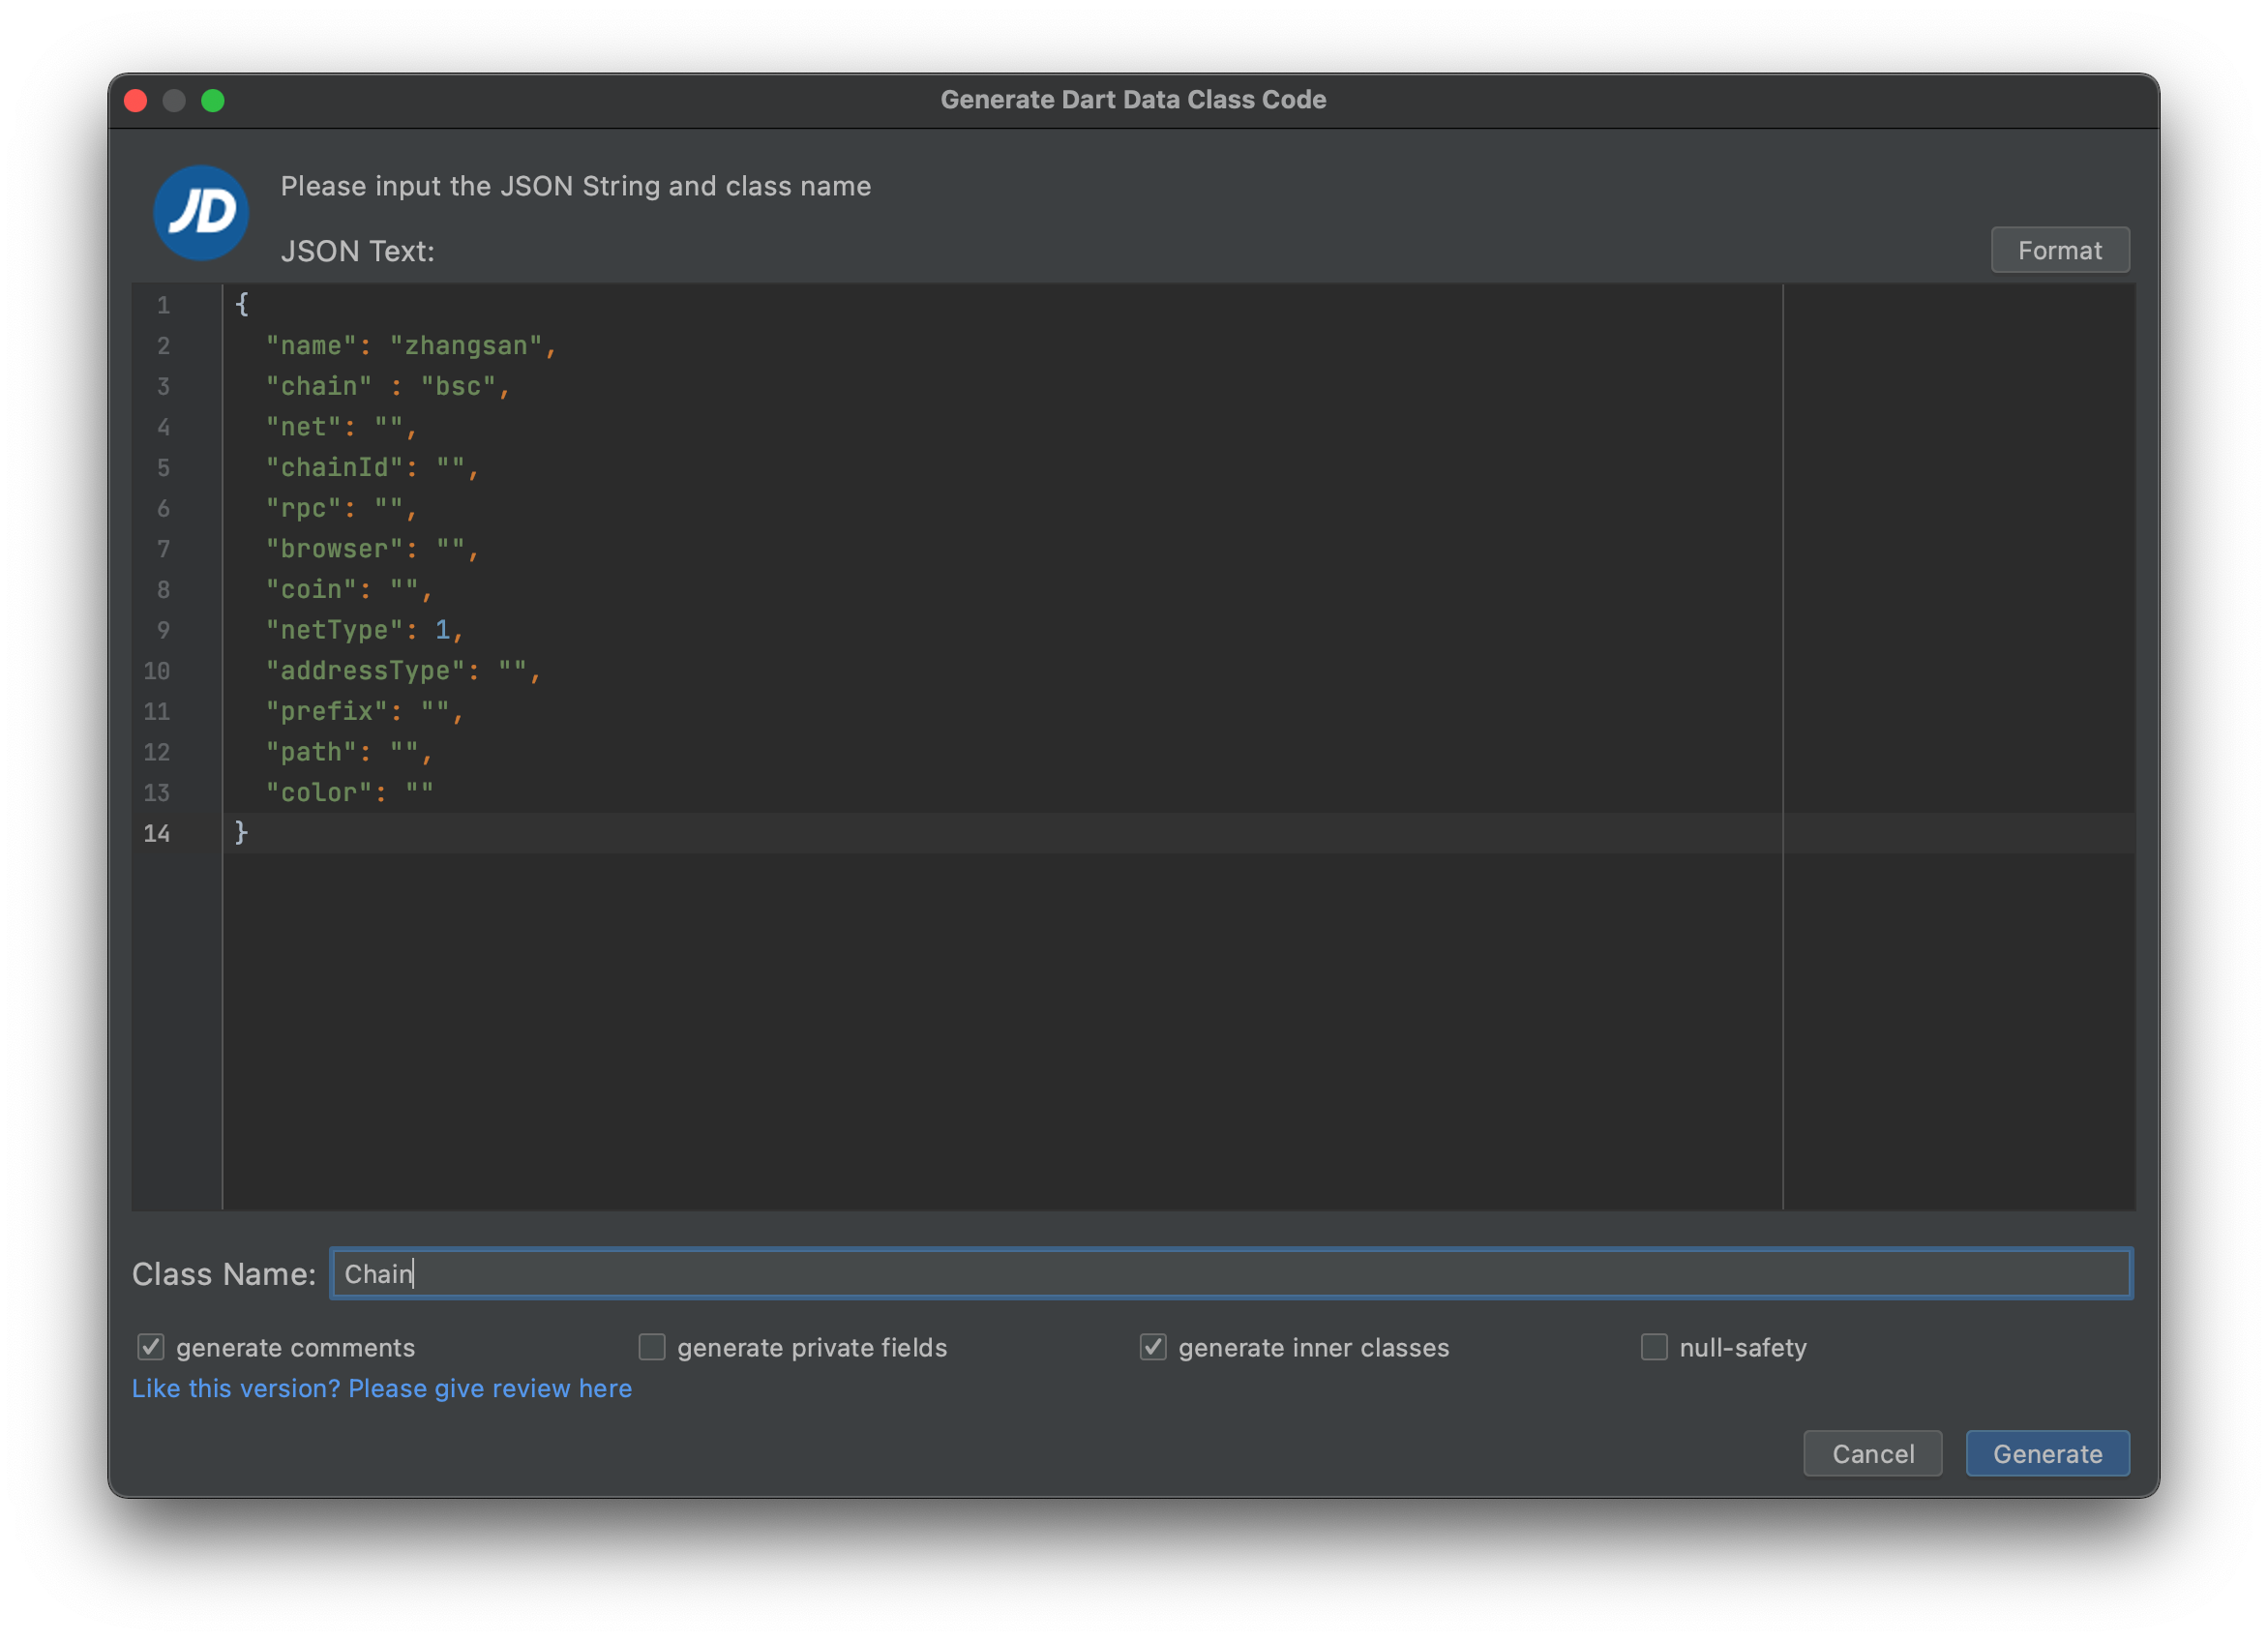 Generate Dart Data Class Code
JD
Please input the JSON String and class name
JSON Text:
Format
1 {
2 "name": "zhangsan",
3 "chain" : "bsc",
4 "net": "",
5 "chainId": "",
6 "rpc": "",
7 "browser": "",
8 "coin": "",
9 "netType": 1,
10 "addressType": "",
11 "prefix": "",
12 "path": "",
13 "color": ""
14 }
Class Name: Chain
generate comments generate private fields generate inner classes null-safety
Like this version? Please give review here
Cancel Generate